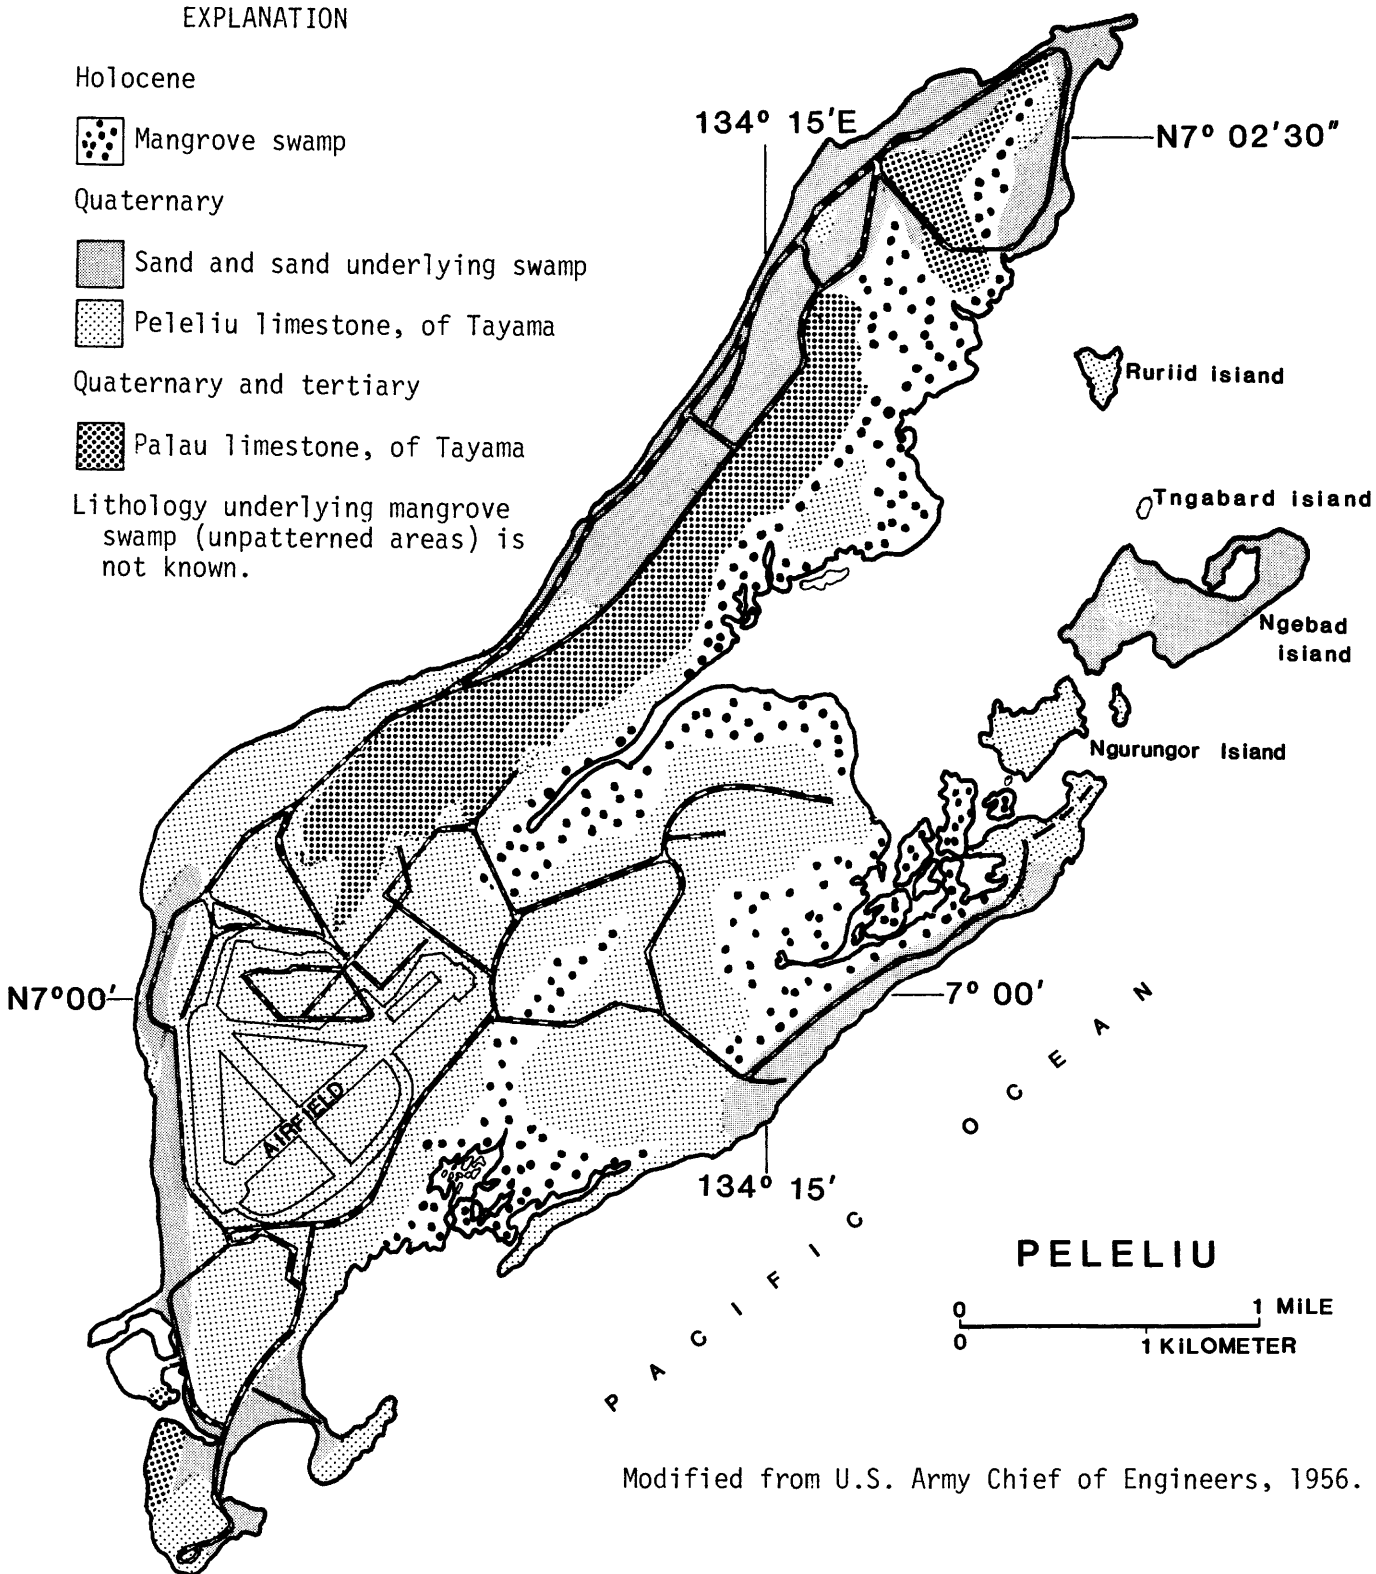 EXPLANATION
Holocene
Mangrove swamp
Quaternary
Sand and sand underlying swamp
Peleliu limestone, of Tayama
Quaternary and tertiary
Palau limestone, of Tayama
Lithology underlying mangrove
swamp (unpatterned areas) is
not known.
134° 15'E
N7° 02'30"
Ruriid island
Tngabard island
Ngebad
island
Ngurungor Island
N7°00'
7° 00'
AIRFIELD
134° 15'
PACIFIC OCEAN
PELELIU
0 1 MiLE
0 1 KiLOMETER
Modified from U.S. Army Chief of Engineers, 1956.